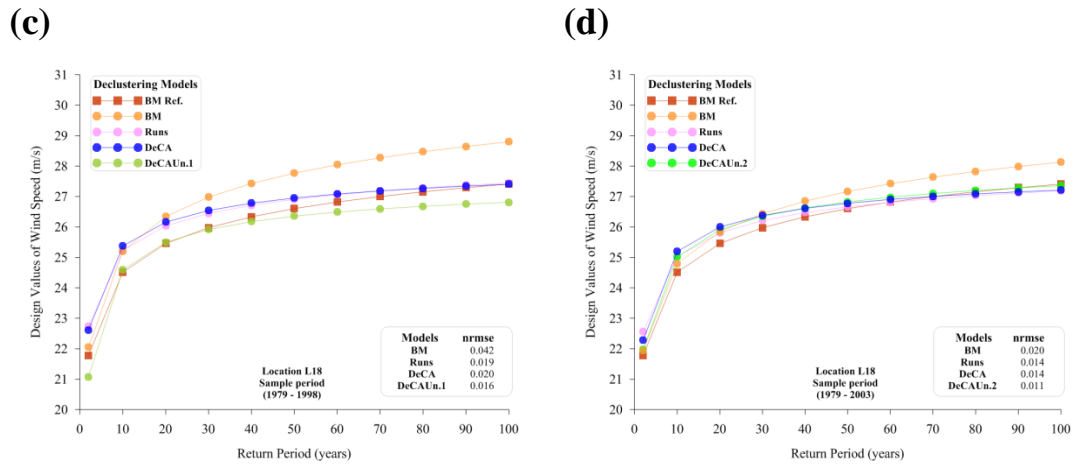 (c)
(d)
Design Values of Wind Speed (m/s)
31
30
29
28
27
26
25
24
23
22
21
20
Declustering Models
BM Ref.
BM
Runs
DeCA
DeCAUn.1
Location L18
Sample period
(1979 - 1998)
Models nrmse
BM 0.042
Runs 0.019
DeCA 0.020
DeCAUn.1 0.016
0 10 20 30 40 50 60 70 80 90 100
Return Period (years)
Design Values of Wind Speed (m/s)
31
30
29
28
27
26
25
24
23
22
21
20
Declustering Models
BM Ref.
BM
Runs
DeCA
DeCAUn.2
Location L18
Sample period
(1979 - 2003)
Models nrmse
BM 0.020
Runs 0.014
DeCA 0.014
DeCAUn.2 0.011
0 10 20 30 40 50 60 70 80 90 100
Return Period (years)